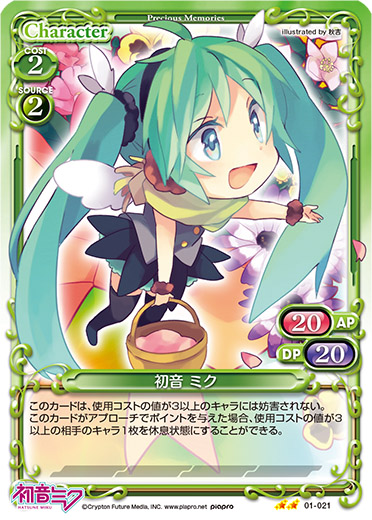 Precious Memories
Character
illustrated by 秋吉
COST
2
SOURCE
2
20 AP
DP 20
初音 ミク
このカードは、使用コストの値が3以上のキャラには妨害されない。
このカードがアプローチでポイントを与えた場合、使用コストの値が3
以上の相手のキャラ1枚を休息状態にすることができる。
初音ミク
HATSUNE MIKU
©Crypton Future Media, INC. www.piapro.net piapro
01-021